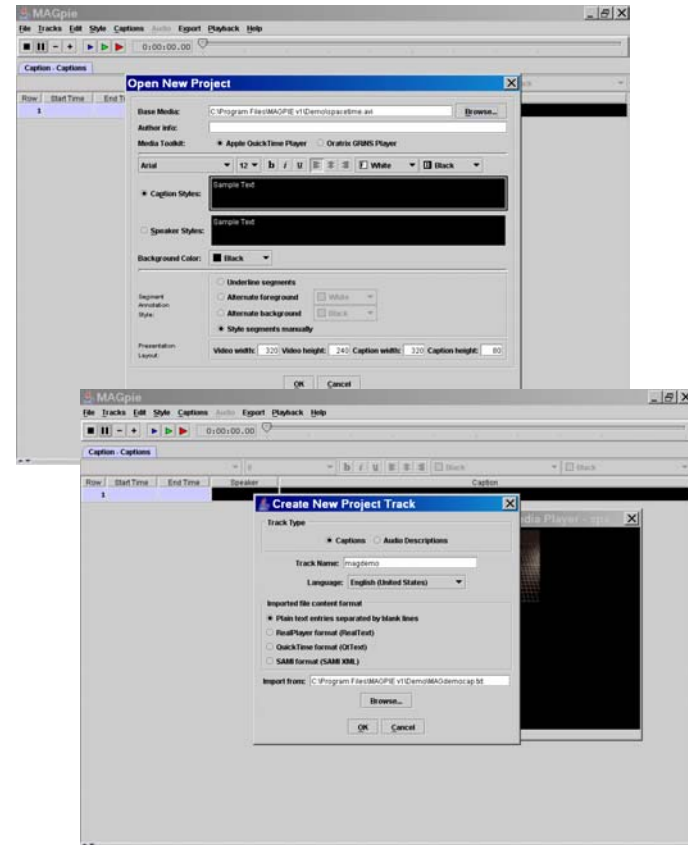 MAGpie
File Tracks Edit Style Captions Audio Export Playback Help
0:00:00.00
Caption - Captions
Open New Project
Row Start Time End Ti
1
Base Media: C:\Program Files\MAGPIE v1\Demo\spacetime.avi Browse...
Author info:
Media Toolkit: Apple QuickTime Player Oratrix GRiNS Player
Arial 12 b i u White Black
Caption Styles: Sample Text
Speaker Styles: Sample Text
Background Color: Black
Underline segments
Segment Annotation Style: Alternate foreground White
Alternate background Black
Style segments manually
Presentation Layout: Video width: 320 Video height: 240 Caption width: 320 Caption height: 80
OK Cancel
MAGpie
File Tracks Edit Style Captions Audio Export Playback Help
0:00:00.00
Caption - Captions
b i u Black Black
Row Start Time End Time Speaker Caption
1
Create New Project Track
dia Player - spa
Track Type
Captions Audio Descriptions
Track Name: magdemo
Language: English (United States)
Imported file content format
Plain text entries separated by blank lines
RealPlayer format (RealText)
QuickTime format (QtText)
SAMI format (SAMI XML)
Import from: C:\Program Files\MAGPIE v1\Demo\MAGdemocap.txt
Browse...
OK Cancel